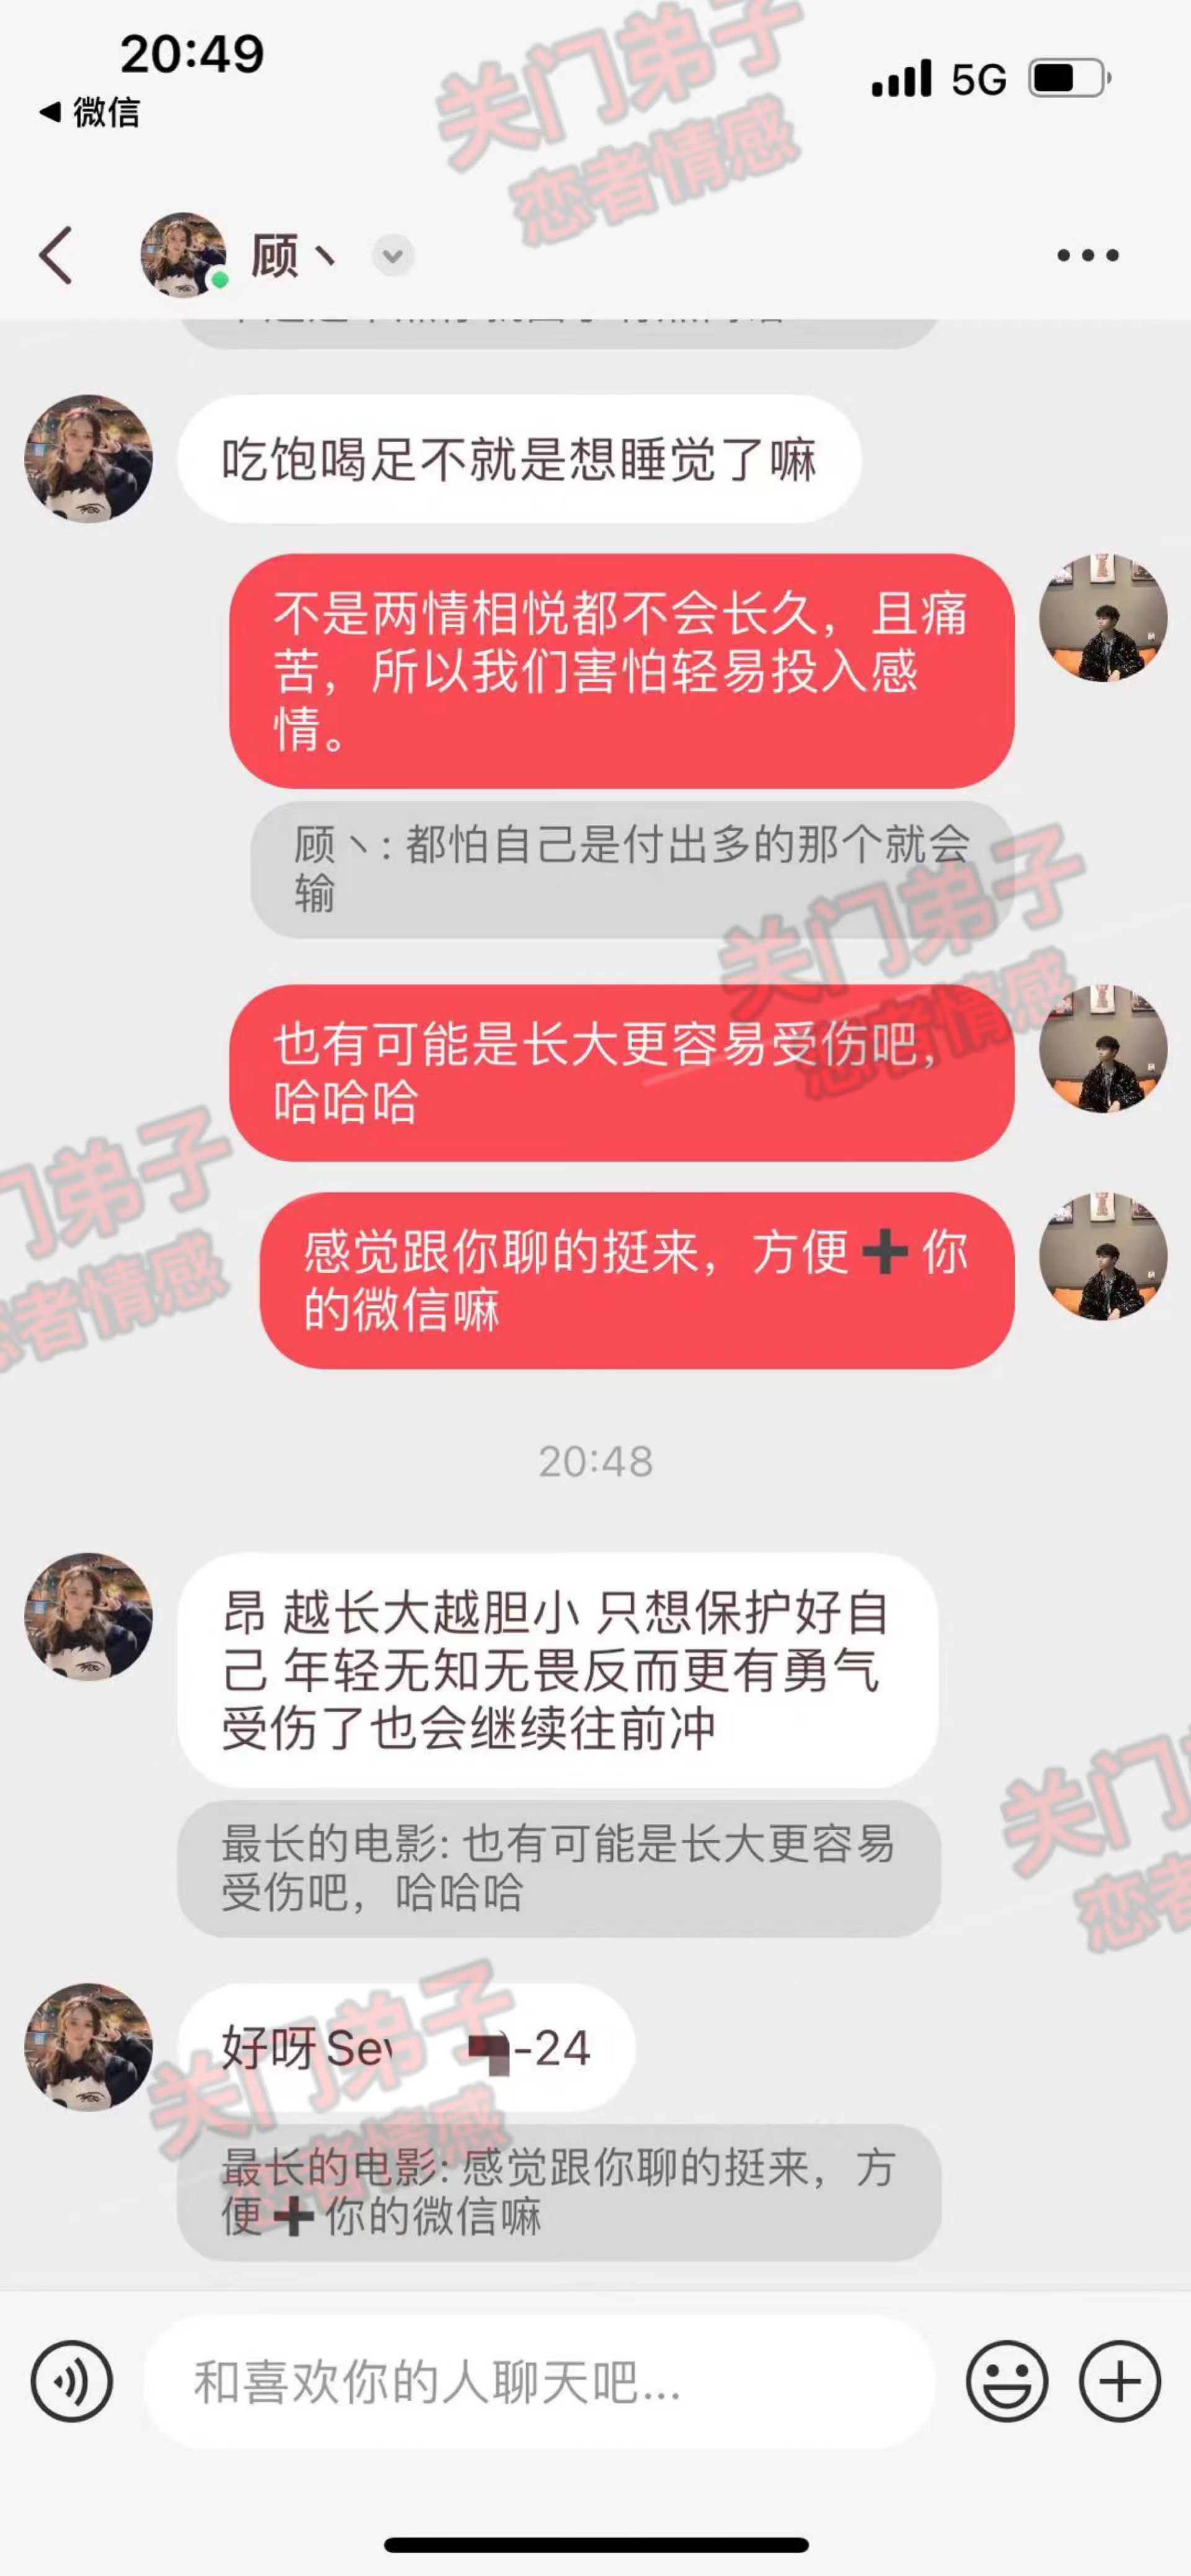 20:49
5G
微信
关门弟子
恋者情感
顾丶
吃饱喝足不就是想睡觉了嘛
不是两情相悦都不会长久，且痛
苦，所以我们害怕轻易投入感
情。
顾丶: 都怕自己是付出多的那个就会
输
关门弟子
恋者情感
也有可能是长大更容易受伤吧，
哈哈哈
门弟子
恋者情感
感觉跟你聊的挺来，方便➕你
的微信嘛
20:48
昂 越长大越胆小 只想保护好自
己 年轻无知无畏反而更有勇气
受伤了也会继续往前冲
关门弟
恋者
最长的电影: 也有可能是长大更容易
受伤吧，哈哈哈
好呀Se
-24
关门弟子
恋者情感
最长的电影: 感觉跟你聊的挺来，方
便➕你的微信嘛
和喜欢你的人聊天吧...